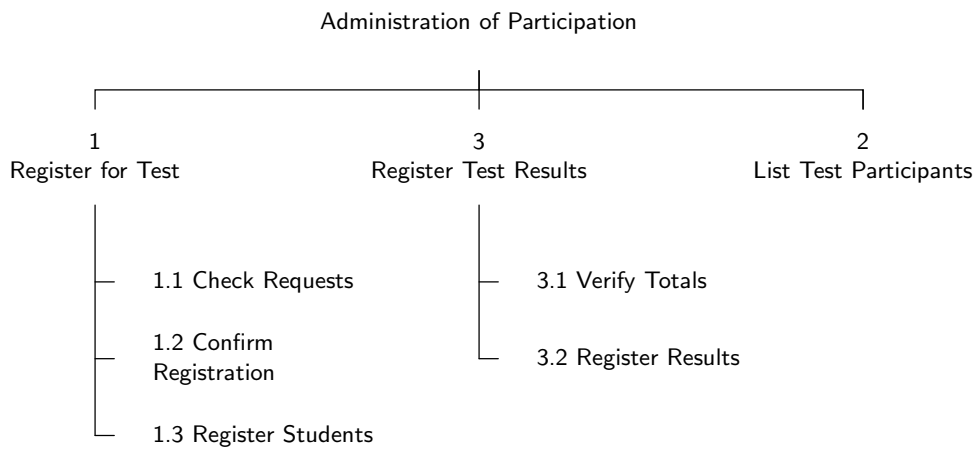 Administration of Participation
1
Register for Test
3
Register Test Results
2
List Test Participants
1.1 Check Requests
1.2 Confirm
Registration
1.3 Register Students
3.1 Verify Totals
3.2 Register Results